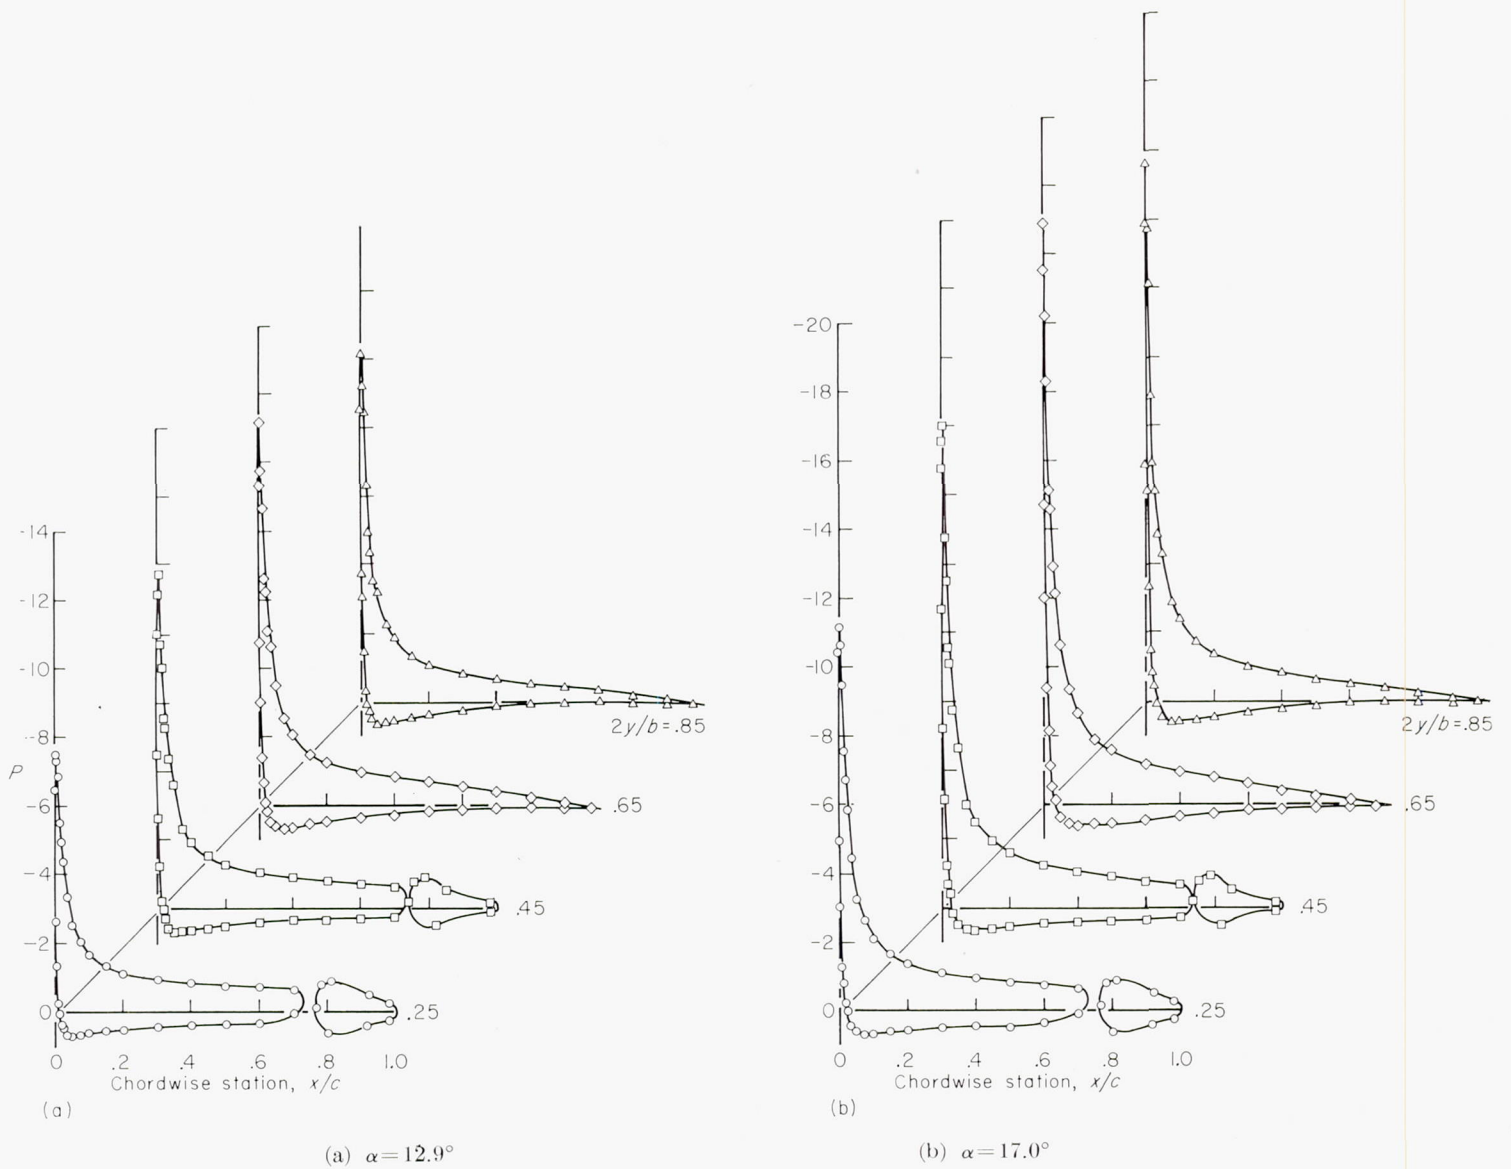 -20
-18
-16
-14
-12
-10
-8
P
-6
-4
-2
0
2y/b=.85
.65
.45
.25
0 .2 .4 .6 .8 1.0
Chordwise station, x/c
(a)
-14
-12
-10
-8
-6
-4
-2
0
2y/b=.85
.65
.45
.25
0 .2 .4 .6 .8 1.0
Chordwise station, x/c
(b)
(a) α=12.9°
(b) α=17.0°